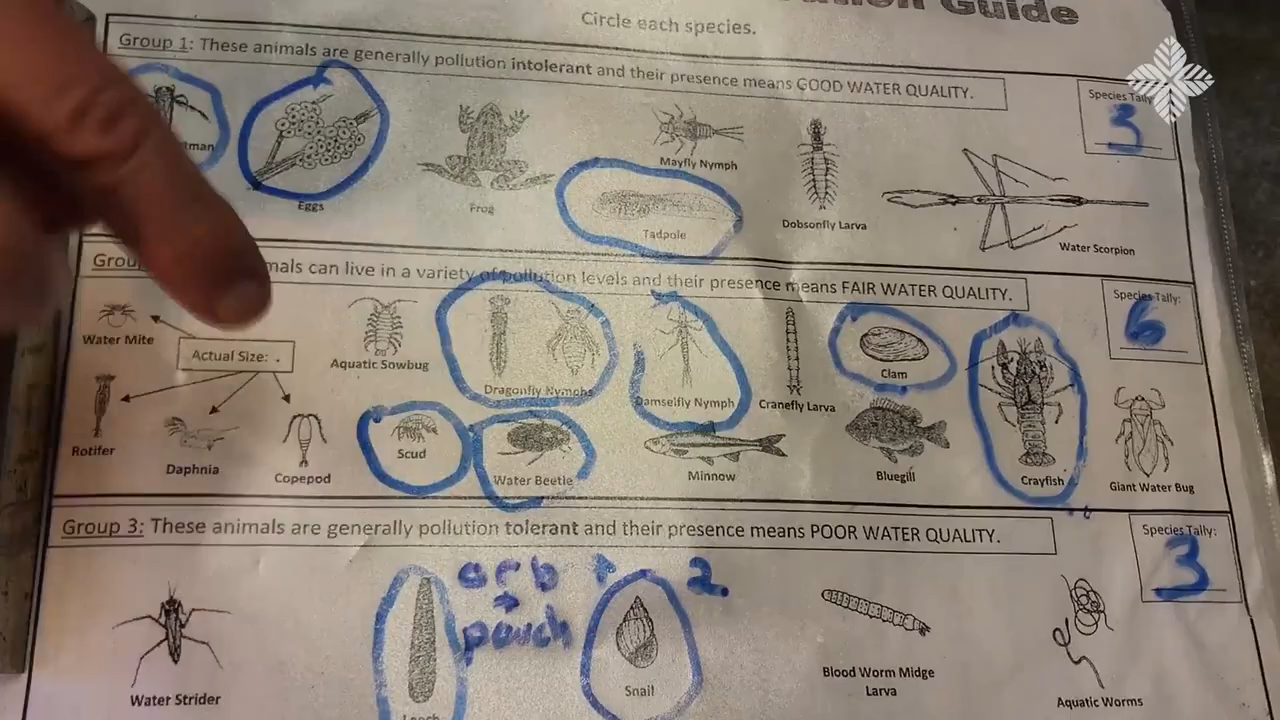 Guide
Circle each species.
Group 1: These animals are generally pollution intolerant and their presence means GOOD WATER QUALITY.
Species Tally
3
tman
Eggs
Frog
Mayfly Nymph
Tadpole
Dobsonfly Larva
Water Scorpion
mals can live in a variety of pollution levels and their presence means FAIR WATER QUALITY.
Species Tally:
6
Water Mite
Actual Size: .
Aquatic Sowbug
Dragonfly Nymphs
Damselfly Nymph
Cranefly Larva
Clam
Rotifer
Daphnia
Copepod
Scud
Water Beetle
Minnow
Bluegill
Crayfish
Giant Water Bug
Group 3: These animals are generally pollution tolerant and their presence means POOR WATER QUALITY.
Species Tally:
3
orb
pouch
2.
Water Strider
Leech
Snail
Blood Worm Midge
Larva
Aquatic Worms